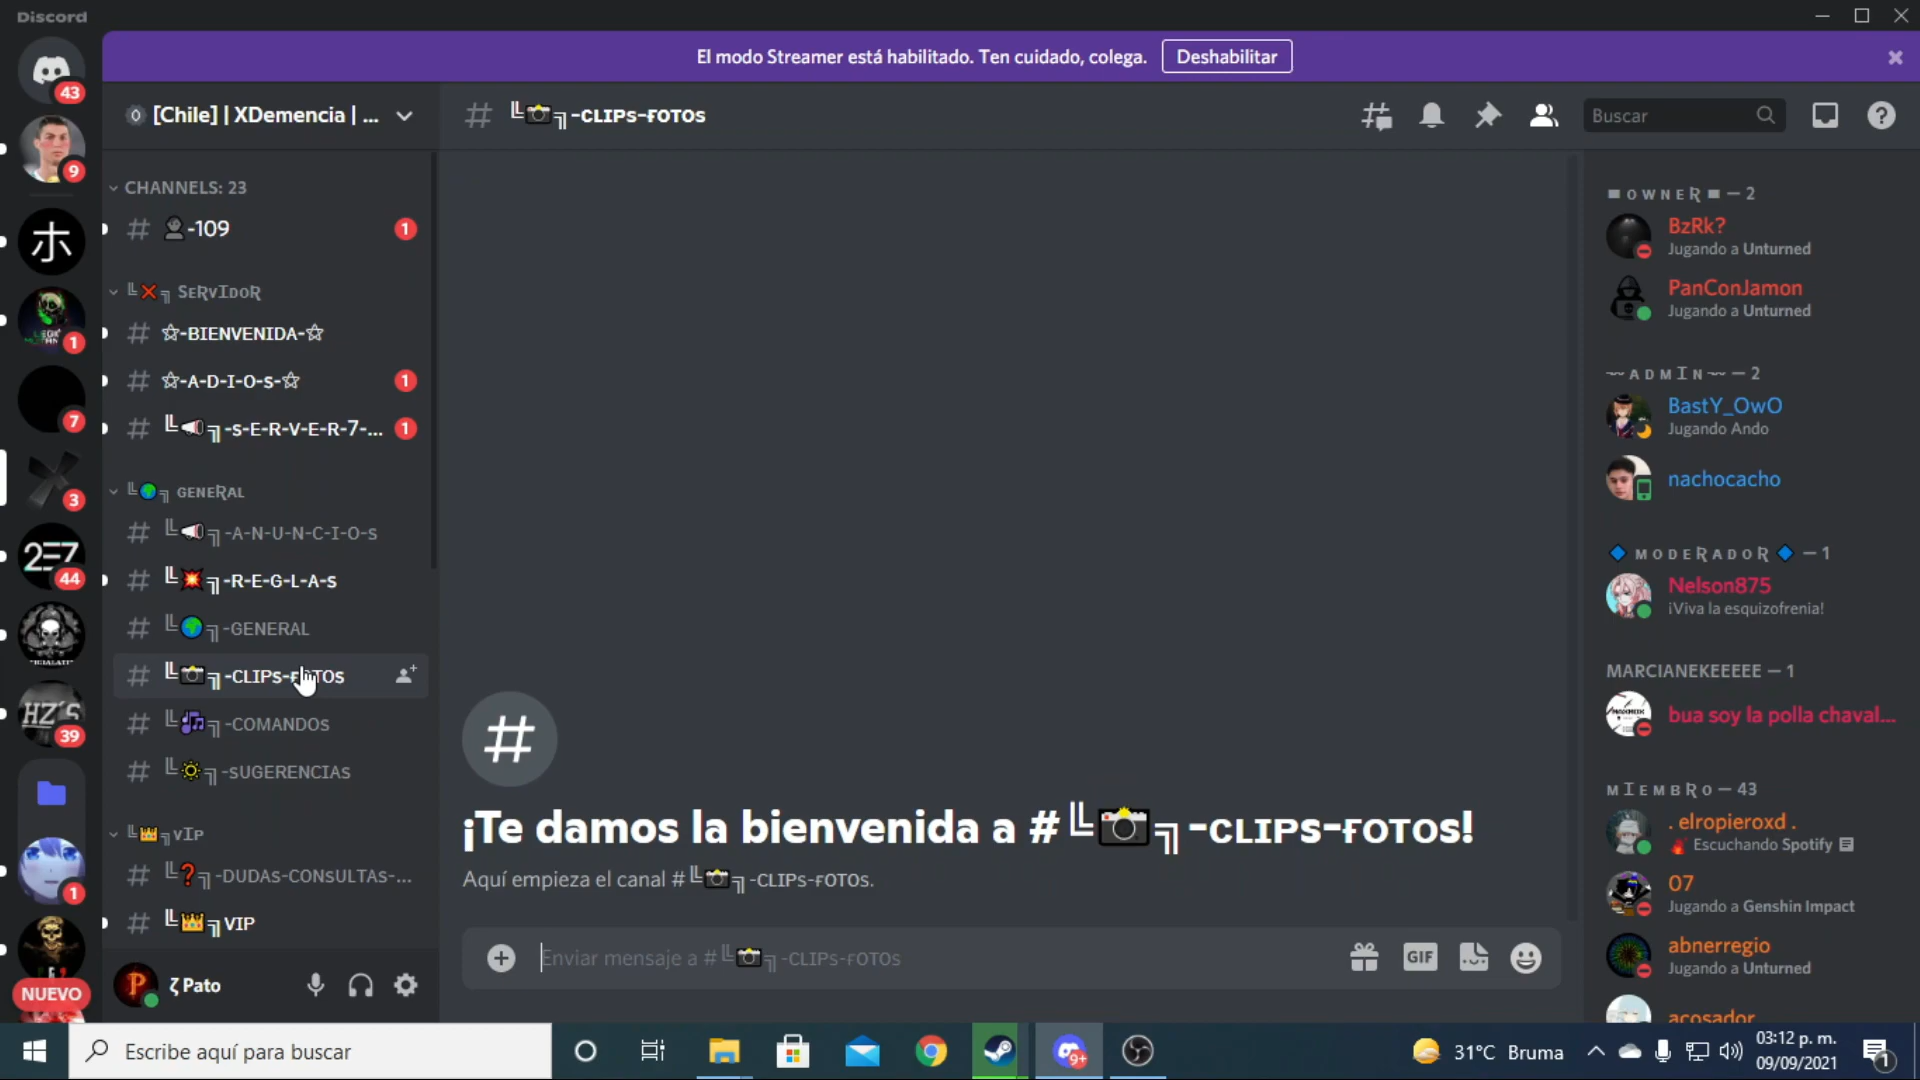 Discord
El modo Streamer está habilitado. Ten cuidado, colega.
Deshabilitar
43
9
1
7
3
2E7
44
HZ'S
39
1
NUEVO
[Chile] | XDemencia | ...
CHANNELS: 23
-109
1
SERVIDOR
☆-BIENVENIDA-☆
☆-A-D-I-O-s-☆
1
╚📢╗-s-E-R-V-E-R-7-...
1
╚🌍╗ GENERAL
╚📢╗-A-N-U-N-C-I-O-s
╚💥╗-R-E-G-L-A-s
╚🌍╗-GENERAL
╚📷╗-CLIPs-FOTOs
╚🎶╗-COMANDOs
╚🔅╗-sUGERENCIAs
╚👑╗vIp
╚❓╗-DUDAs-CONsULTAs-...
╚👑╗VIP
ζ Pato
# ╚📷╗-CLIPs-FOTOs
Buscar
¡Te damos la bienvenida a #╚📷╗-CLIPs-FOTOs!
Aquí empieza el canal #╚📷╗-CLIPs-FOTOs.
Enviar mensaje a #╚📷╗-CLIPs-FOTOs
GIF
OWNER — 2
BzRk?
Jugando a Unturned
PanConJamon
Jugando a Unturned
ADMIN — 2
BastY_OwO
Jugando Ando
nachocacho
🔷 MODERADOR 🔷 — 1
Nelson875
¡Viva la esquizofrenia!
MARCIANEKEEEEE — 1
bua soy la polla chaval...
MIEMBRO — 43
. elropieroxd .
Escuchando Spotify
07
Jugando a Genshin Impact
abnerregio
Jugando a Unturned
acosador
Escribe aquí para buscar
9+
31°C Bruma
03:12 p. m.
09/09/2021
1